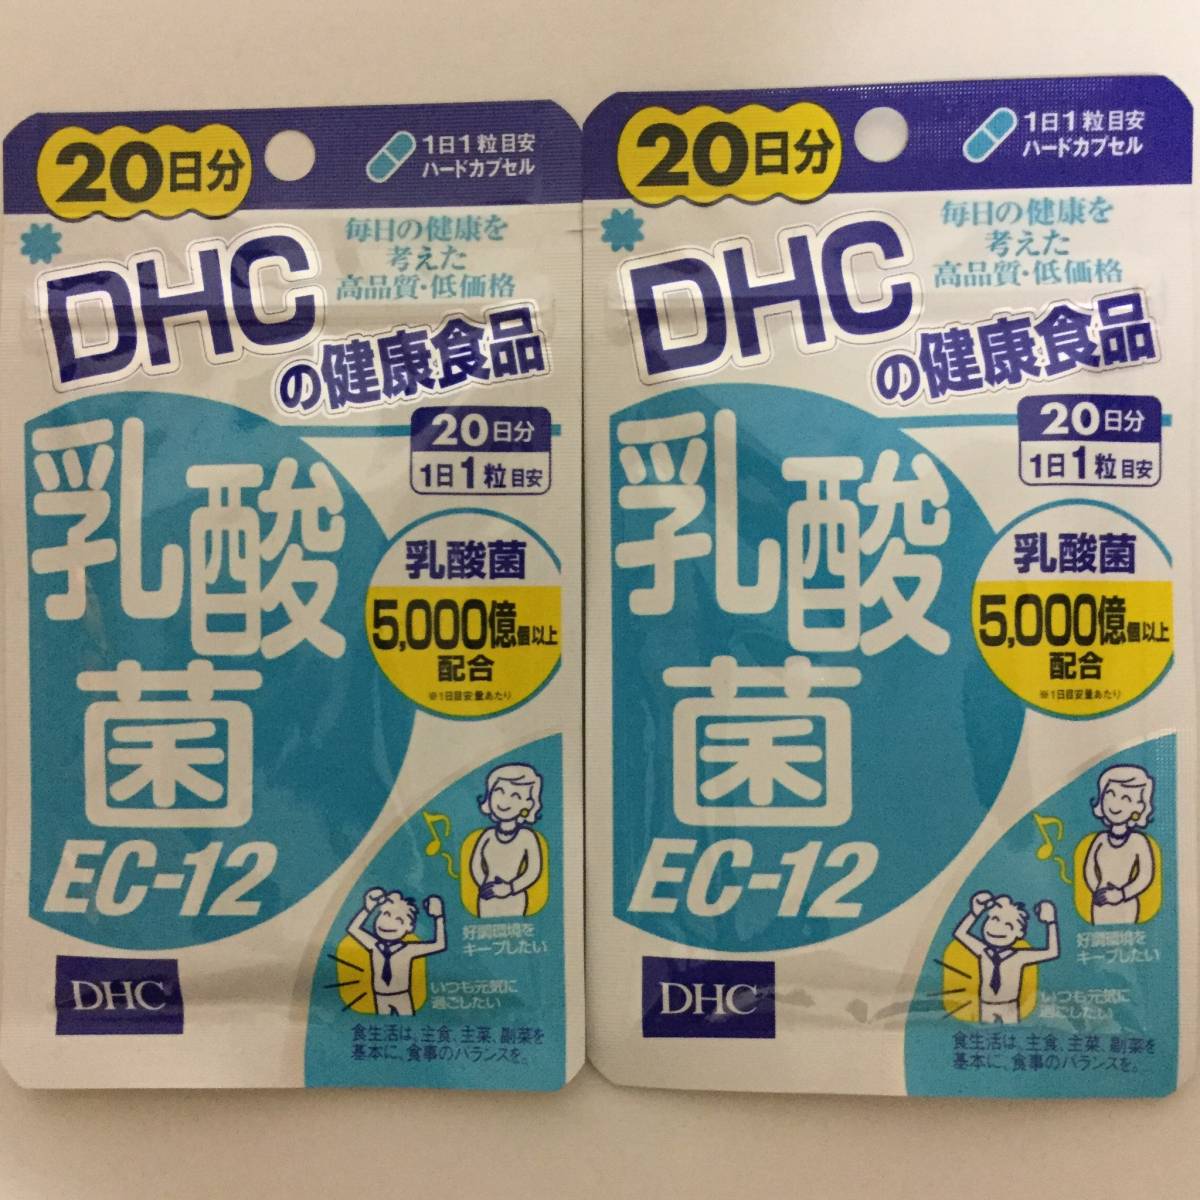 20日分
1日1粒目安
ハードカプセル
毎日の健康を
考えた
高品質・低価格
DHC
の健康食品
20日分
1日1粒目安
乳酸菌
EC-12
乳酸菌
5,000億個以上
配合
※1日目安量あたり
好調環境を
キープしたい
いつも元気に
過ごしたい
DHC
食生活は、主食、主菜、副菜を
基本に、食事のバランスを。
20日分
1日1粒目安
ハードカプセル
毎日の健康を
考えた
高品質・低価格
DHC
の健康食品
20日分
1日1粒目安
乳酸菌
EC-12
乳酸菌
5,000億個以上
配合
※1日目安量あたり
好調環境を
キープしたい
いつも元気に
過ごしたい
DHC
食生活は、主食、主菜、副菜を
基本に、食事のバランスを。